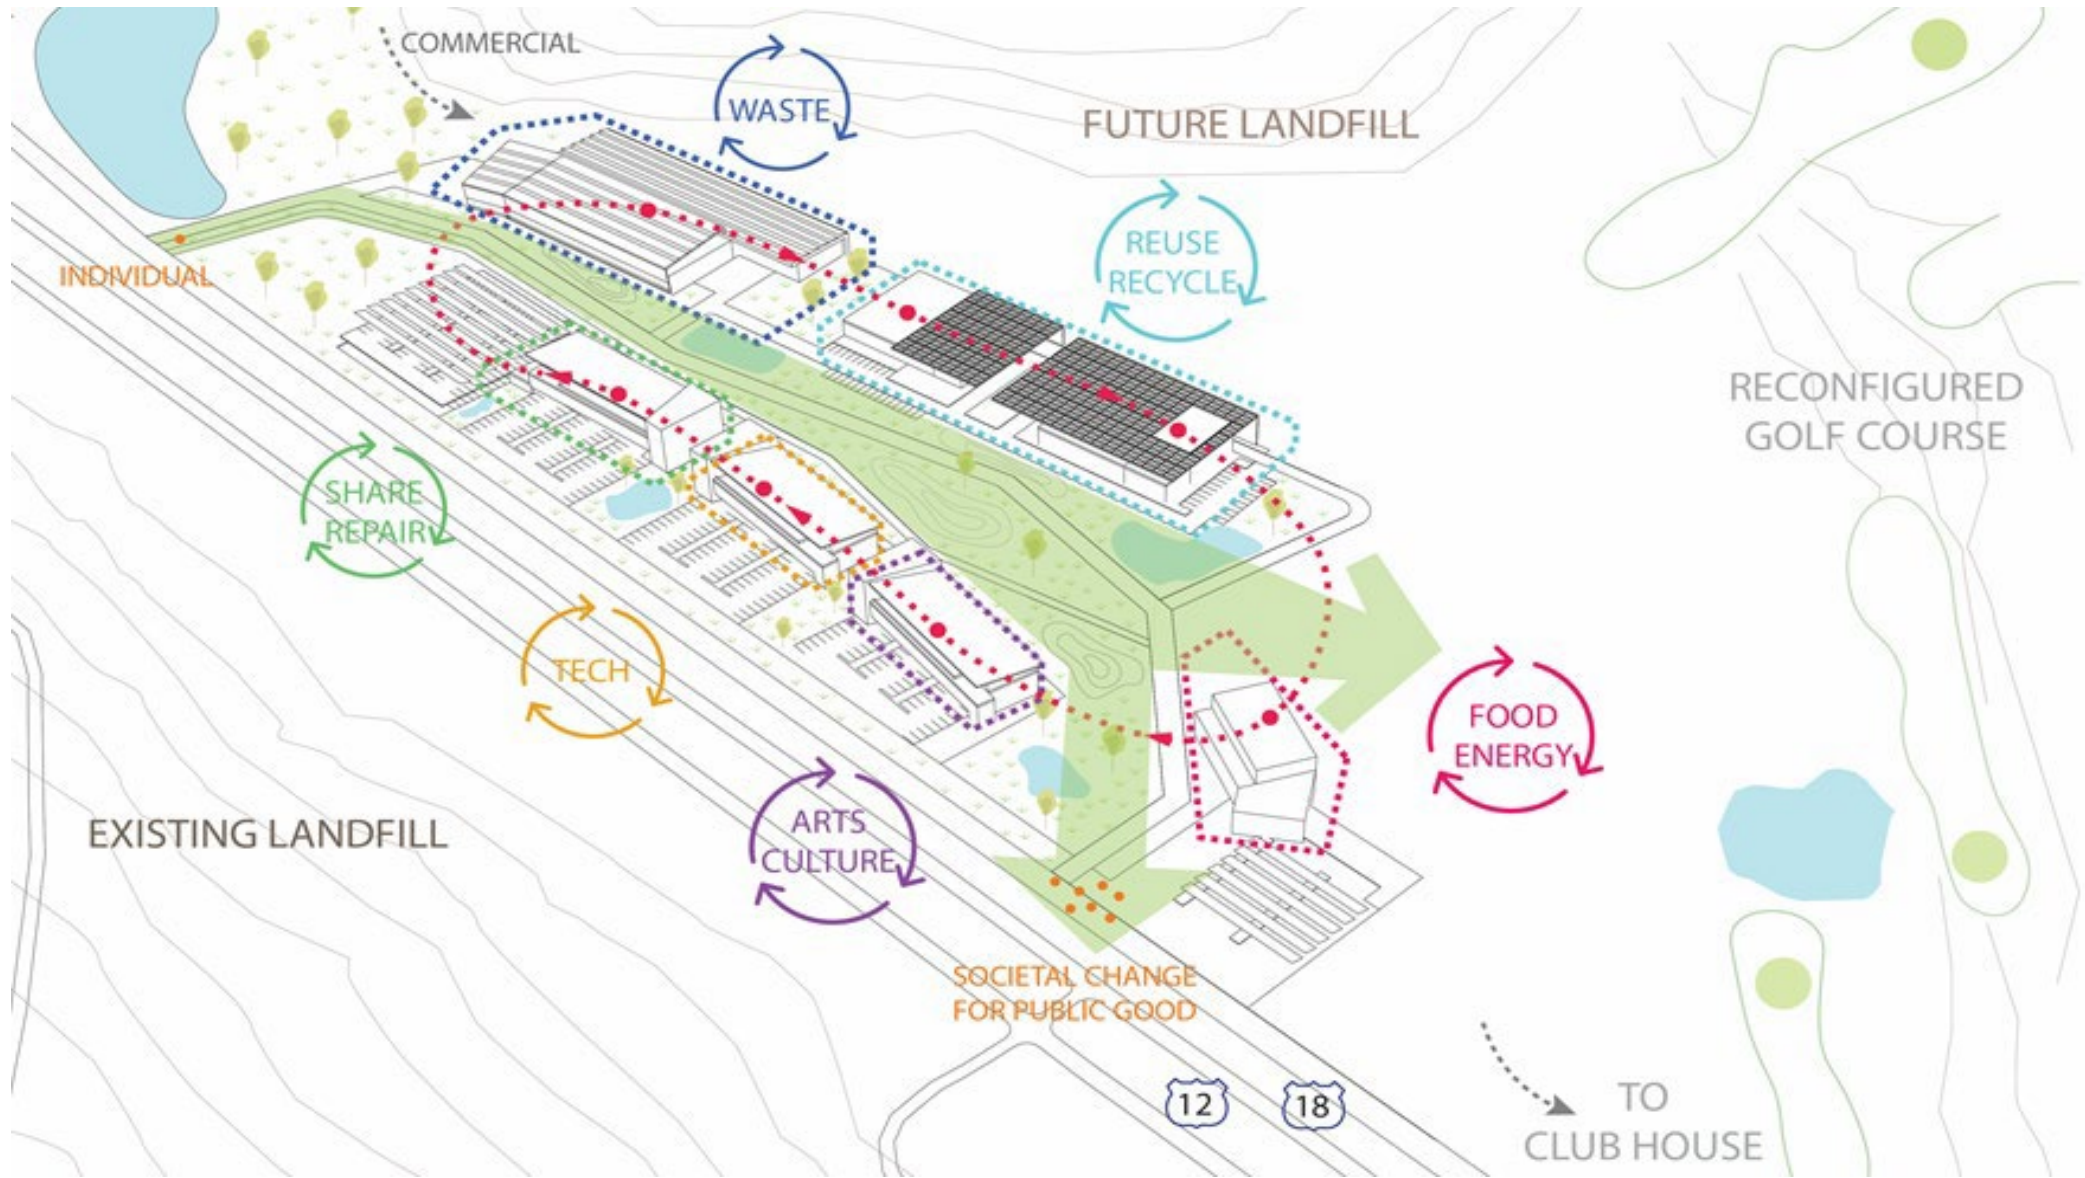 COMMERCIAL
WASTE
FUTURE LANDFILL
REUSE
RECYCLE
INDIVIDUAL
RECONFIGURED
GOLF COURSE
SHARE
REPAIR
TECH
FOOD
ENERGY
EXISTING LANDFILL
ARTS
CULTURE
SOCIETAL CHANGE
FOR PUBLIC GOOD
12
18
TO
CLUB HOUSE